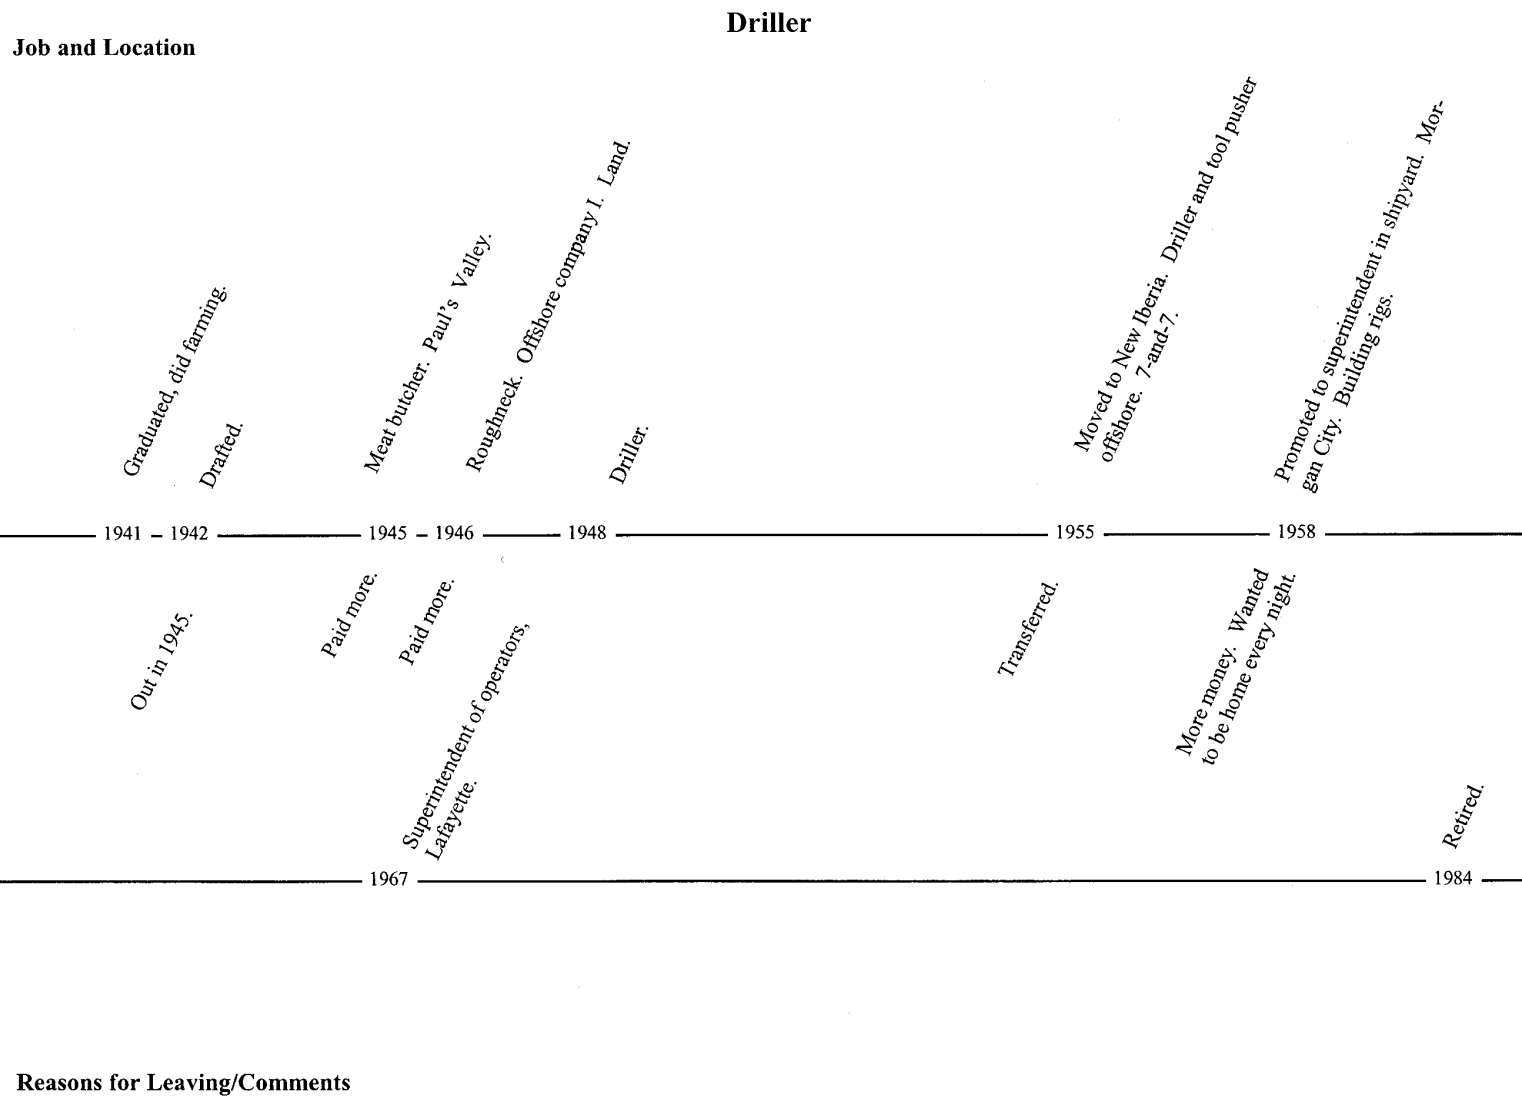 Driller
Job and Location
Graduated, did farming.
Drafted.
Meat butcher. Paul's Valley.
Roughneck. Offshore company I. Land.
Driller.
Moved to New Iberia. Driller and tool pusher
offshore. 7-and-7.
Promoted to superintendent in shipyard. Mor-
gan City. Building rigs.
1941
1942
1945
1946
1948
1955
1958
Out in 1945.
Paid more.
Paid more.
Transferred.
More money. Wanted
to be home every night.
Superintendent of operators,
Lafayette.
Retired.
1967
1984
Reasons for Leaving/Comments